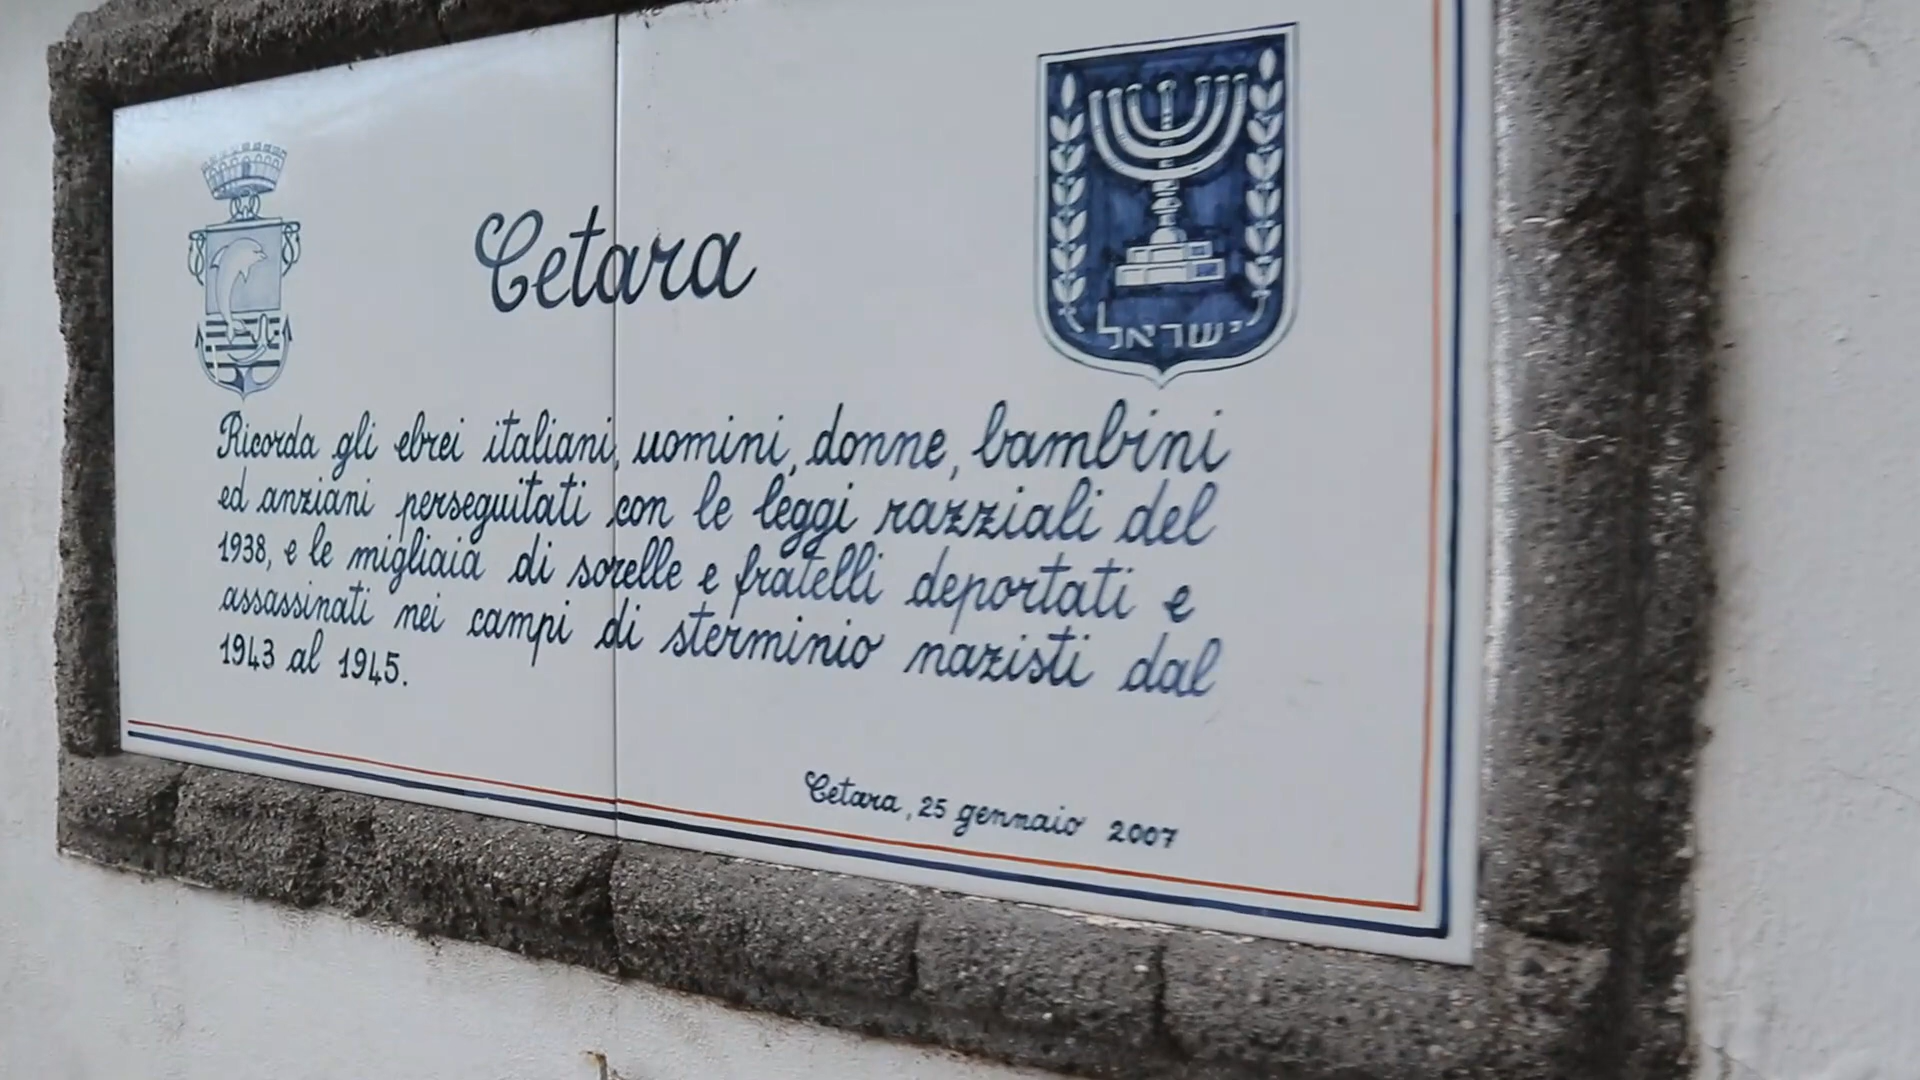 Cetara
ישראל
Ricorda gli ebrei italiani, uomini, donne, bambini
ed anziani perseguitati con le leggi razziali del
1938, e le migliaia di sorelle e fratelli deportati e
assassinati nei campi di sterminio nazisti dal
1943 al 1945.
Cetara, 25 gennaio 2007